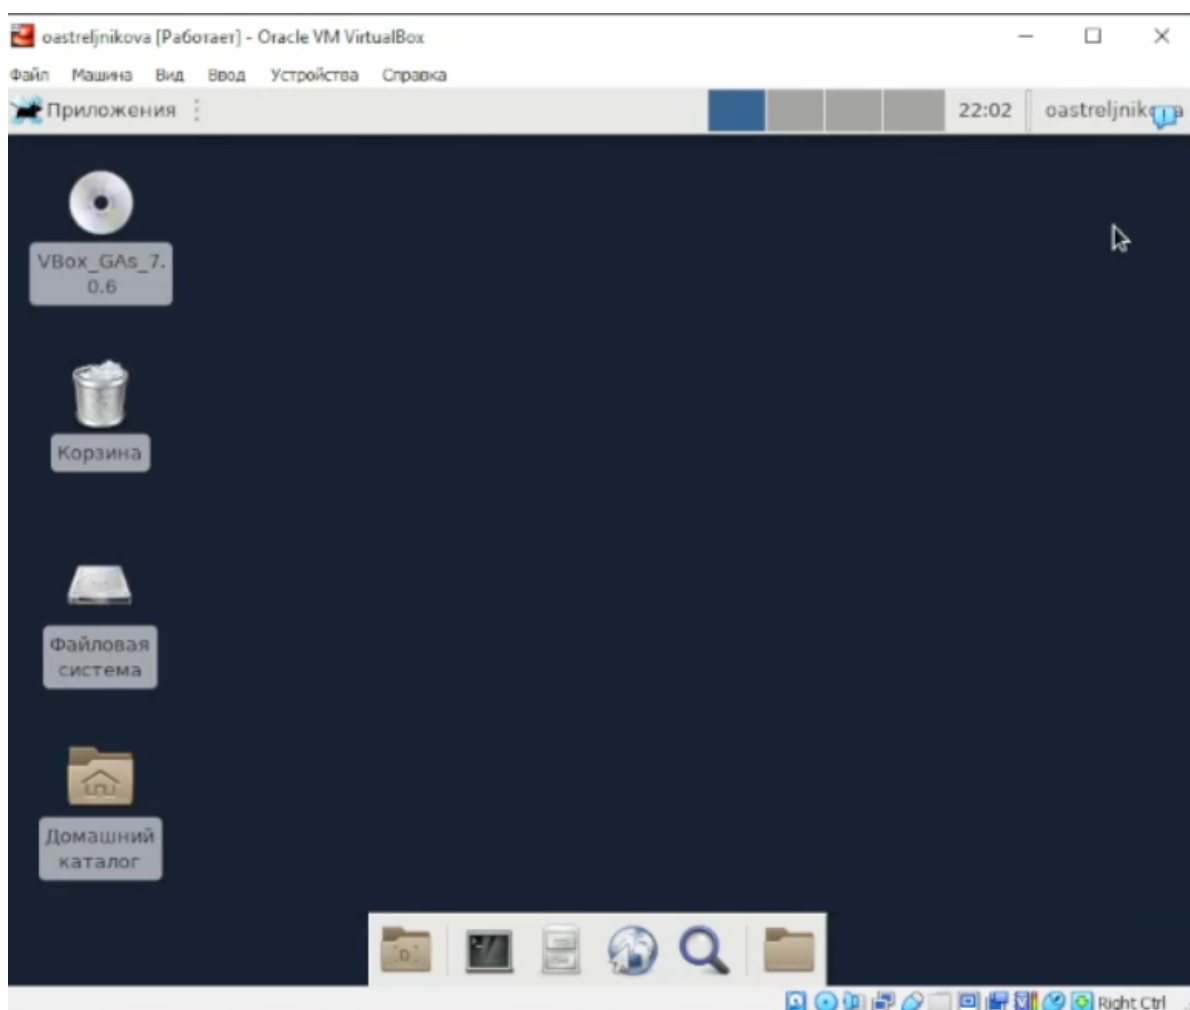 oastreljnikova [Работает] - Oracle VM VirtualBox
Файл Машина Вид Ввод Устройства Справка
Приложения 22:02
VBox_GAs_7.
0.6
Корзина
Файловая
система
Домашний
каталог
Right Ctrl